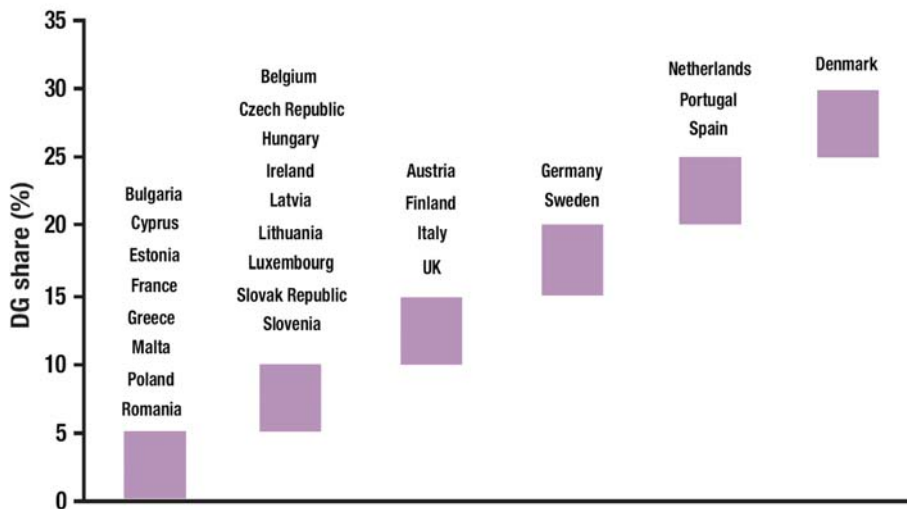 35
30
25
20
15
10
5
0
DG share (%)
Bulgaria
Cyprus
Estonia
France
Greece
Malta
Poland
Romania
Belgium
Czech Republic
Hungary
Ireland
Latvia
Lithuania
Luxembourg
Slovak Republic
Slovenia
Austria
Finland
Italy
UK
Germany
Sweden
Netherlands
Portugal
Spain
Denmark